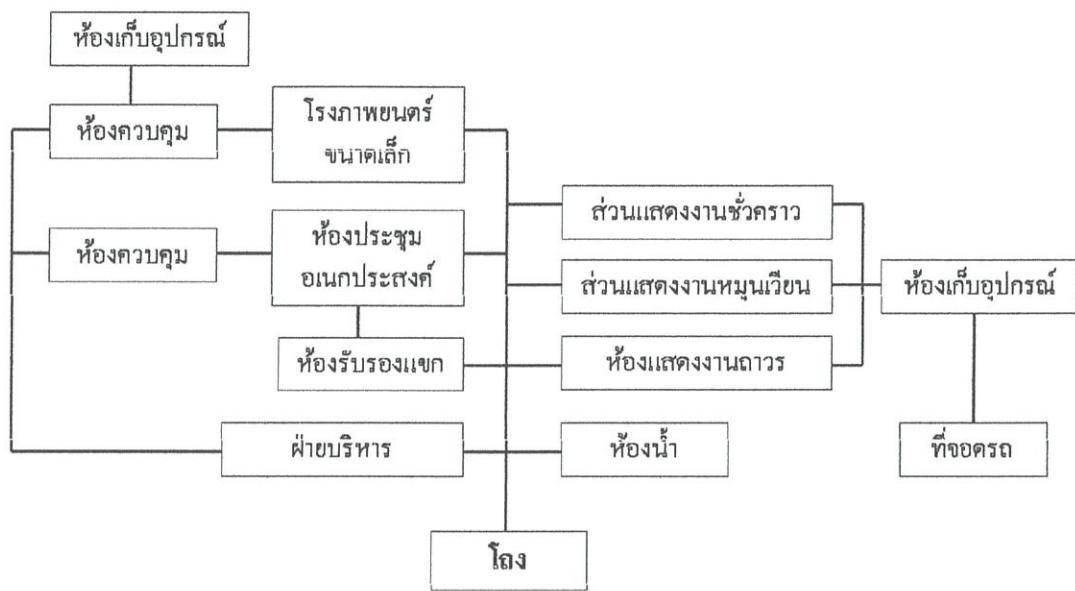 ห้องเก็บอุปกรณ์
ห้องควบคุม
โรงภาพยนตร์
ขนาดเล็ก
ส่วนแสดงงานชั่วคราว
ห้องควบคุม
ห้องประชุม
อเนกประสงค์
ส่วนแสดงงานหมุนเวียน
ห้องเก็บอุปกรณ์
ห้องรับรองแขก
ห้องแสดงงานถาวร
ฝ่ายบริหาร
ห้องน้ำ
ที่จอดรถ
โถง